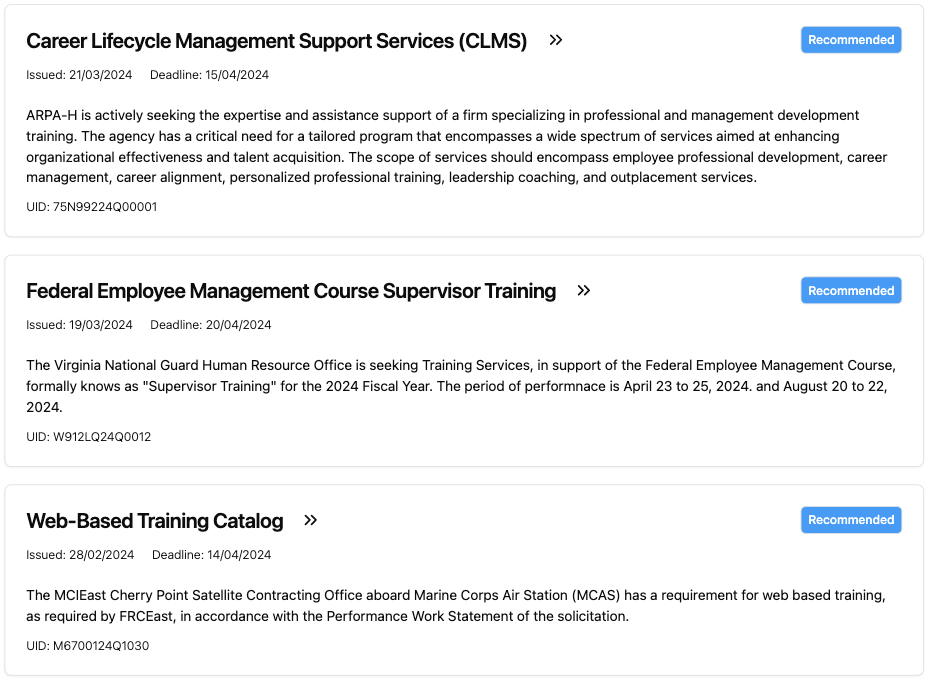 Career Lifecycle Management Support Services (CLMS) »
Recommended
Issued: 21/03/2024 Deadline: 15/04/2024
ARPA-H is actively seeking the expertise and assistance support of a firm specializing in professional and management development
training. The agency has a critical need for a tailored program that encompasses a wide spectrum of services aimed at enhancing
organizational effectiveness and talent acquisition. The scope of services should encompass employee professional development, career
management, career alignment, personalized professional training, leadership coaching, and outplacement services.
UID: 75N99224Q00001
Federal Employee Management Course Supervisor Training »
Recommended
Issued: 19/03/2024 Deadline: 20/04/2024
The Virginia National Guard Human Resource Office is seeking Training Services, in support of the Federal Employee Management Course,
formally knows as "Supervisor Training" for the 2024 Fiscal Year. The period of performnace is April 23 to 25, 2024. and August 20 to 22,
2024.
UID: W912LQ24Q0012
Web-Based Training Catalog »
Recommended
Issued: 28/02/2024 Deadline: 14/04/2024
The MCIEast Cherry Point Satellite Contracting Office aboard Marine Corps Air Station (MCAS) has a requirement for web based training,
as required by FRCEast, in accordance with the Performance Work Statement of the solicitation.
UID: M6700124Q1030